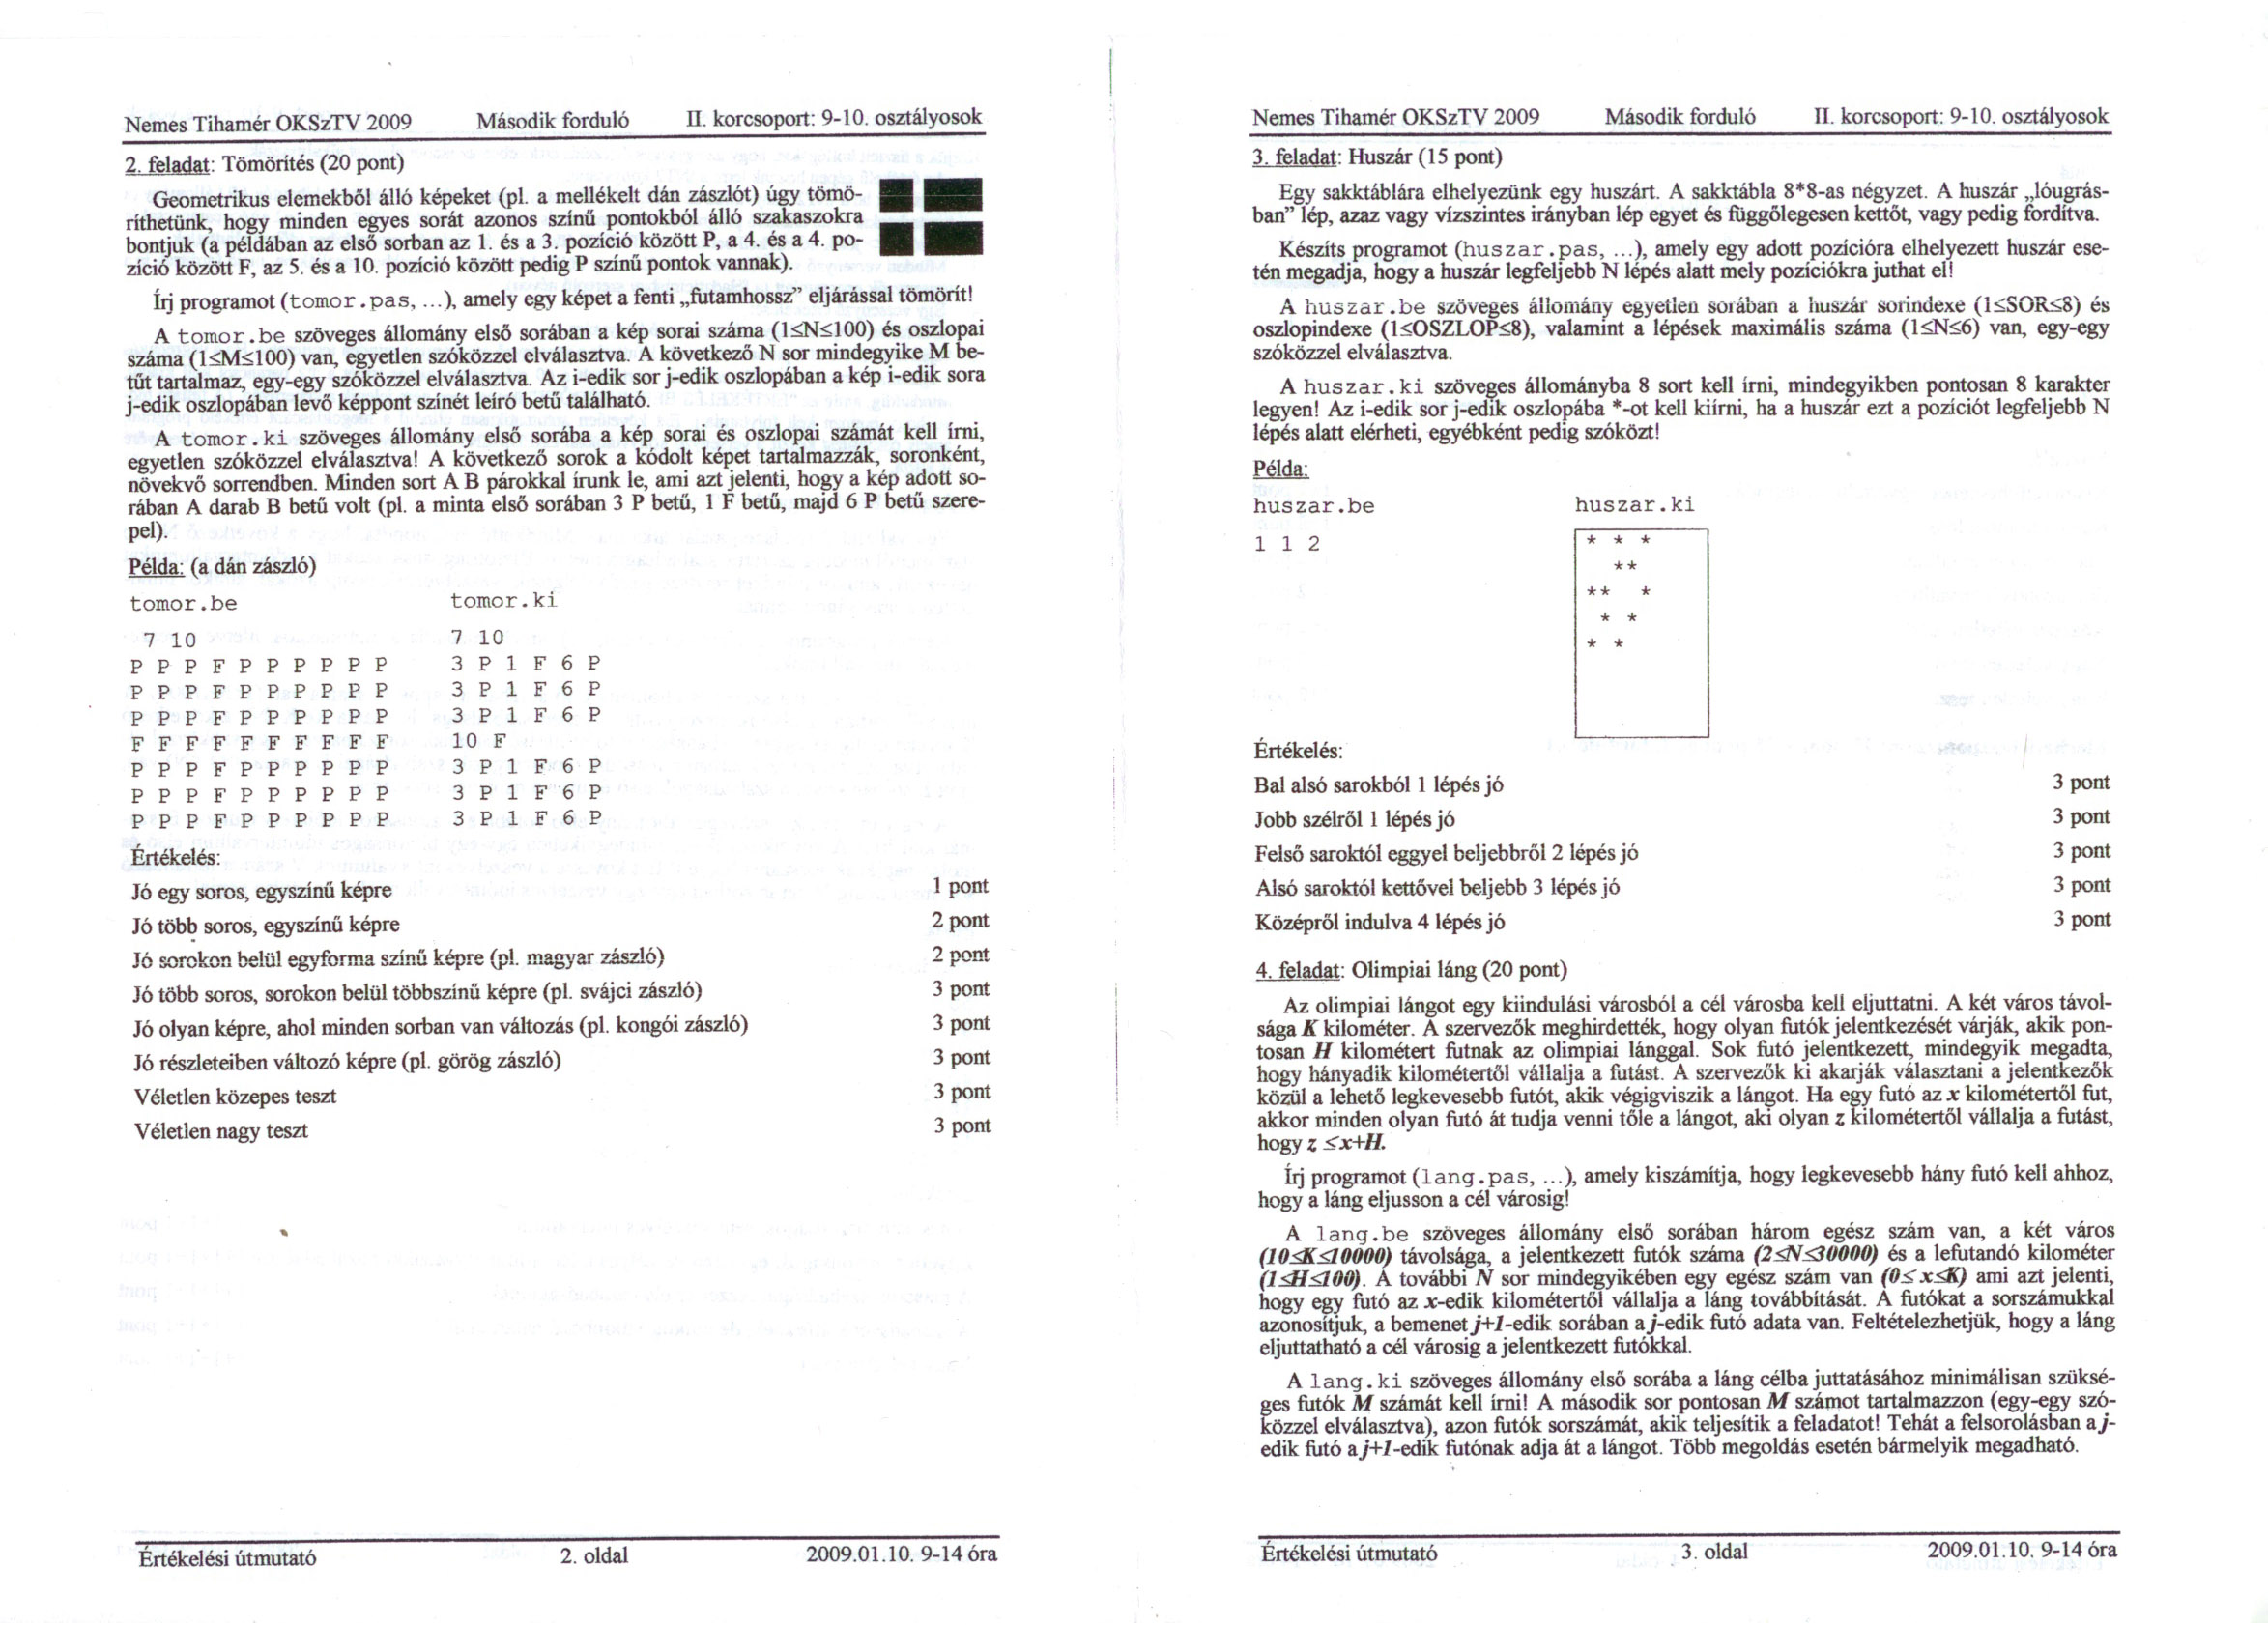 Nemes Tihamér OKSzTV 2009 Második forduló II. korcsoport: 9-10. osztályosok
2. feladat: Tömörítés (20 pont)
Geometrikus elemekből álló képeket (pl. a mellékelt dán zászlót) úgy tömö-
ríthetünk, hogy minden egyes sorát azonos színű pontokból álló szakaszokra
bontjuk (a példában az első sorban az 1. és a 3. pozíció között P, a 4. és a 4. po-
zíció között F, az 5. és a 10. pozíció között pedig P színű pontok vannak).
Írj programot (tomor.pas, ...), amely egy képet a fenti „futamhossz” eljárással tömörít!
A tomor.be szöveges állomány első sorában a kép sorai száma (1≤N≤100) és oszlopai
száma (1≤M≤100) van, egyetlen szóközzel elválasztva. A következő N sor mindegyike M be-
tűt tartalmaz, egy-egy szóközzel elválasztva. Az i-edik sor j-edik oszlopában a kép i-edik sora
j-edik oszlopában levő képpont színét leíró betű található.
A tomor.ki szöveges állomány első sorába a kép sorai és oszlopai számát kell írni,
egyetlen szóközzel elválasztva! A következő sorok a kódolt képet tartalmazzák, soronként,
növekvő sorrendben. Minden sort A B párokkal írunk le, ami azt jelenti, hogy a kép adott so-
rában A darab B betű volt (pl. a minta első sorában 3 P betű, 1 F betű, majd 6 P betű szere-
pel).
Példa: (a dán zászló)
tomor.be tomor.ki
7 10 7 10
P P P F P P P P P P 3 P 1 F 6 P
P P P F P P P P P P 3 P 1 F 6 P
P P P F P P P P P P 3 P 1 F 6 P
F F F F F F F F F F 10 F
P P P F P P P P P P 3 P 1 F 6 P
P P P F P P P P P P 3 P 1 F 6 P
P P P F P P P P P P 3 P 1 F 6 P
Értékelés:
Jó egy soros, egyszínű képre 1 pont
Jó több soros, egyszínű képre 2 pont
Jó sorokon belül egyforma színű képre (pl. magyar zászló) 2 pont
Jó több soros, sorokon belül többszínű képre (pl. svájci zászló) 3 pont
Jó olyan képre, ahol minden sorban van változás (pl. kongói zászló) 3 pont
Jó részleteiben változó képre (pl. görög zászló) 3 pont
Véletlen közepes teszt 3 pont
Véletlen nagy teszt 3 pont
Értékelési útmutató 2. oldal 2009.01.10. 9-14 óra
Nemes Tihamér OKSzTV 2009 Második forduló II. korcsoport: 9-10. osztályosok
3. feladat: Huszár (15 pont)
Egy sakktáblára elhelyezünk egy huszárt. A sakktábla 8*8-as négyzet. A huszár „lóugrás-
ban” lép, azaz vagy vízszintes irányban lép egyet és függőlegesen kettőt, vagy pedig fordítva.
Készíts programot (huszar.pas, ...), amely egy adott pozícióra elhelyezett huszár ese-
tén megadja, hogy a huszár legfeljebb N lépés alatt mely pozíciókra juthat el!
A huszar.be szöveges állomány egyetlen sorában a huszár sorindexe (1≤SOR≤8) és
oszlopindexe (1≤OSZLOP≤8), valamint a lépések maximális száma (1≤N≤6) van, egy-egy
szóközzel elválasztva.
A huszar.ki szöveges állományba 8 sort kell írni, mindegyikben pontosan 8 karakter
legyen! Az i-edik sor j-edik oszlopába *-ot kell kiírni, ha a huszár ezt a pozíciót legfeljebb N
lépés alatt elérheti, egyébként pedig szóközt!
Példa:
huszar.be huszar.ki
1 1 2 * * *
**
** *
* *
* *
Értékelés:
Bal alsó sarokból 1 lépés jó 3 pont
Jobb szélről 1 lépés jó 3 pont
Felső saroktól eggyel beljebbről 2 lépés jó 3 pont
Alsó saroktól kettővel beljebb 3 lépés jó 3 pont
Középről indulva 4 lépés jó 3 pont
4. feladat: Olimpiai láng (20 pont)
Az olimpiai lángot egy kiindulási városból a cél városba kell eljuttatni. A két város távol-
sága K kilométer. A szervezők meghirdették, hogy olyan futók jelentkezését várják, akik pon-
tosan H kilométert futnak az olimpiai lánggal. Sok futó jelentkezett, mindegyik megadta,
hogy hányadik kilométertől vállalja a futást. A szervezők ki akarják választani a jelentkezők
közül a lehető legkevesebb futót, akik végigviszik a lángot. Ha egy futó az x kilométertől fut,
akkor minden olyan futó át tudja venni tőle a lángot, aki olyan z kilométertől vállalja a futást,
hogy z ≤x+H.
Írj programot (lang.pas, ...), amely kiszámítja, hogy legkevesebb hány futó kell ahhoz,
hogy a láng eljusson a cél városig!
A lang.be szöveges állomány első sorában három egész szám van, a két város
(10≤K≤10000) távolsága, a jelentkezett futók száma (2≤N≤30000) és a lefutandó kilométer
(1≤H≤100). A további N sor mindegyikében egy egész szám van (0≤x≤K) ami azt jelenti,
hogy egy futó az x-edik kilométertől vállalja a láng továbbítását. A futókat a sorszámukkal
azonosítjuk, a bemenet j+1-edik sorában a j-edik futó adata van. Feltételezhetjük, hogy a láng
eljuttatható a cél városig a jelentkezett futókkal.
A lang.ki szöveges állomány első sorába a láng célba juttatásához minimálisan szüksé-
ges futók M számát kell írni! A második sor pontosan M számot tartalmazzon (egy-egy szó-
közzel elválasztva), azon futók sorszámát, akik teljesítik a feladatot! Tehát a felsorolásban a j-
edik futó a j+1-edik futónak adja át a lángot. Több megoldás esetén bármelyik megadható.
Értékelési útmutató 3. oldal 2009.01.10. 9-14 óra